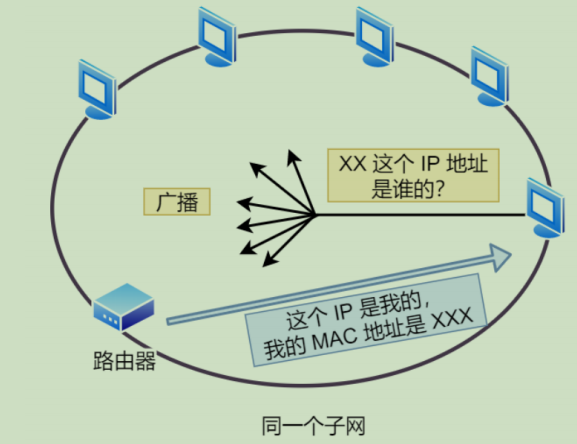 XX 这个 IP 地址
是谁的?
广播
这个 IP 是我的,
我的 MAC 地址是 XXX
路由器
同一个子网